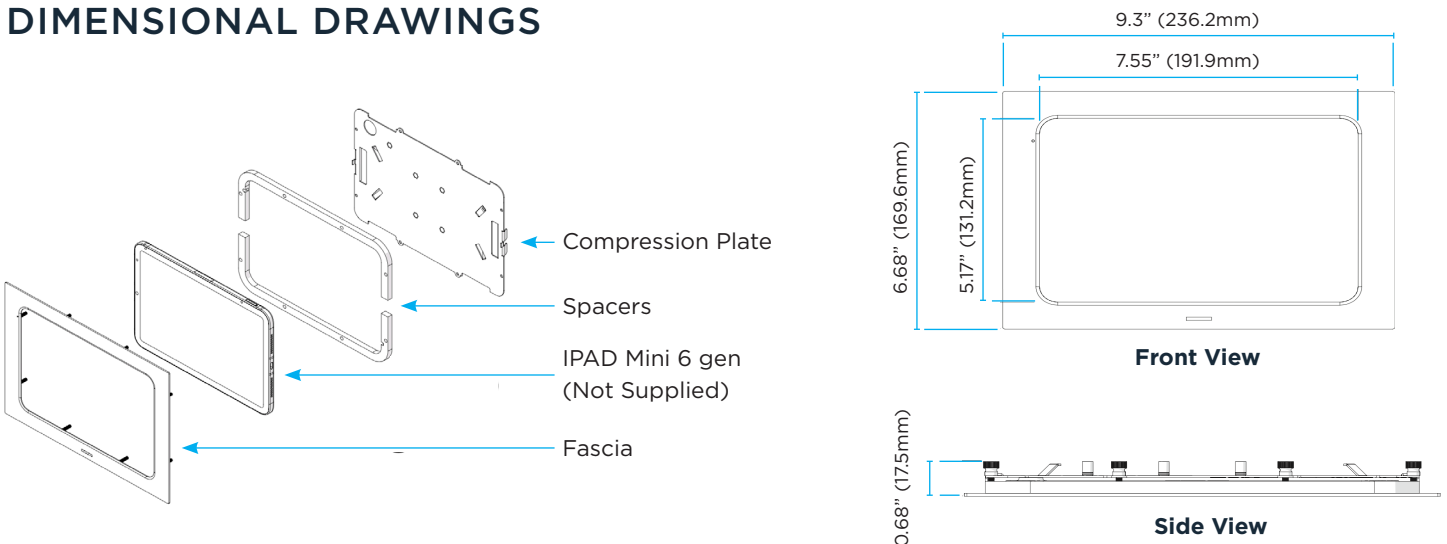 DIMENSIONAL DRAWINGS
Compression Plate
Spacers
IPAD Mini 6 gen
(Not Supplied)
Fascia
9.3” (236.2mm)
7.55” (191.9mm)
6.68” (169.6mm)
5.17” (131.2mm)
Front View
0.68” (17.5mm)
Side View